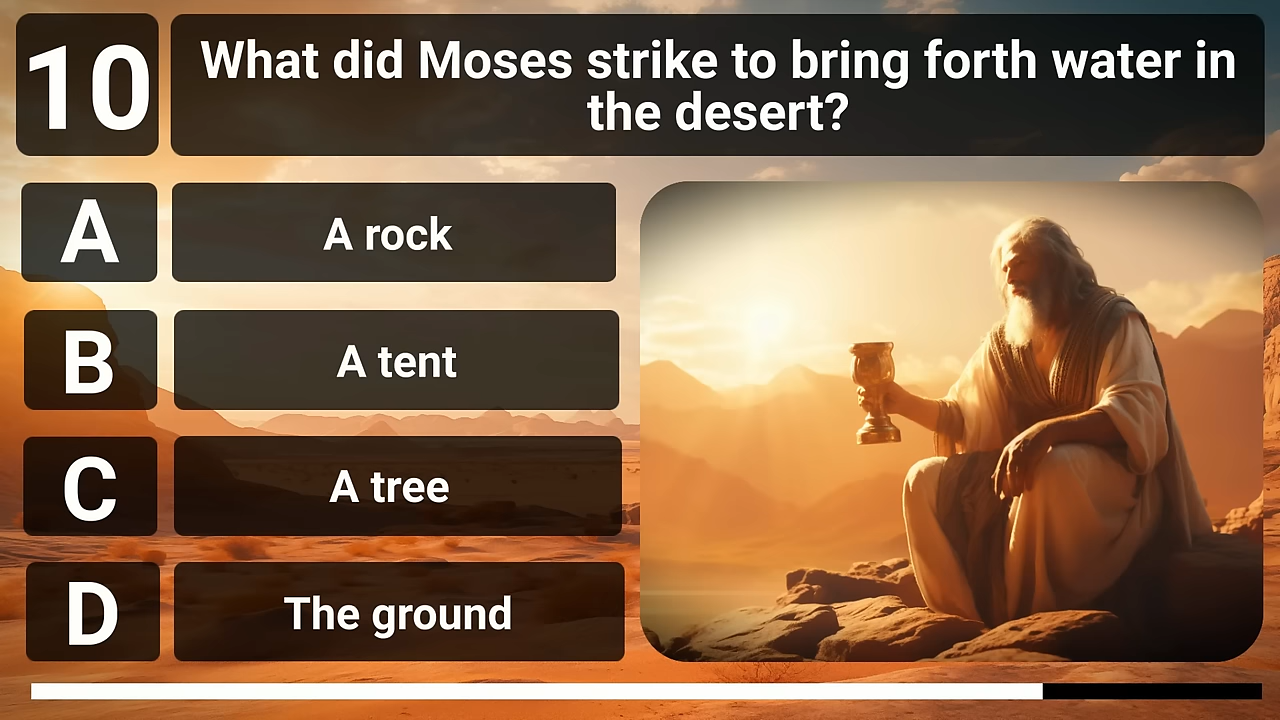 10
What did Moses strike to bring forth water in
the desert?
A
A rock
B
A tent
C
A tree
D
The ground